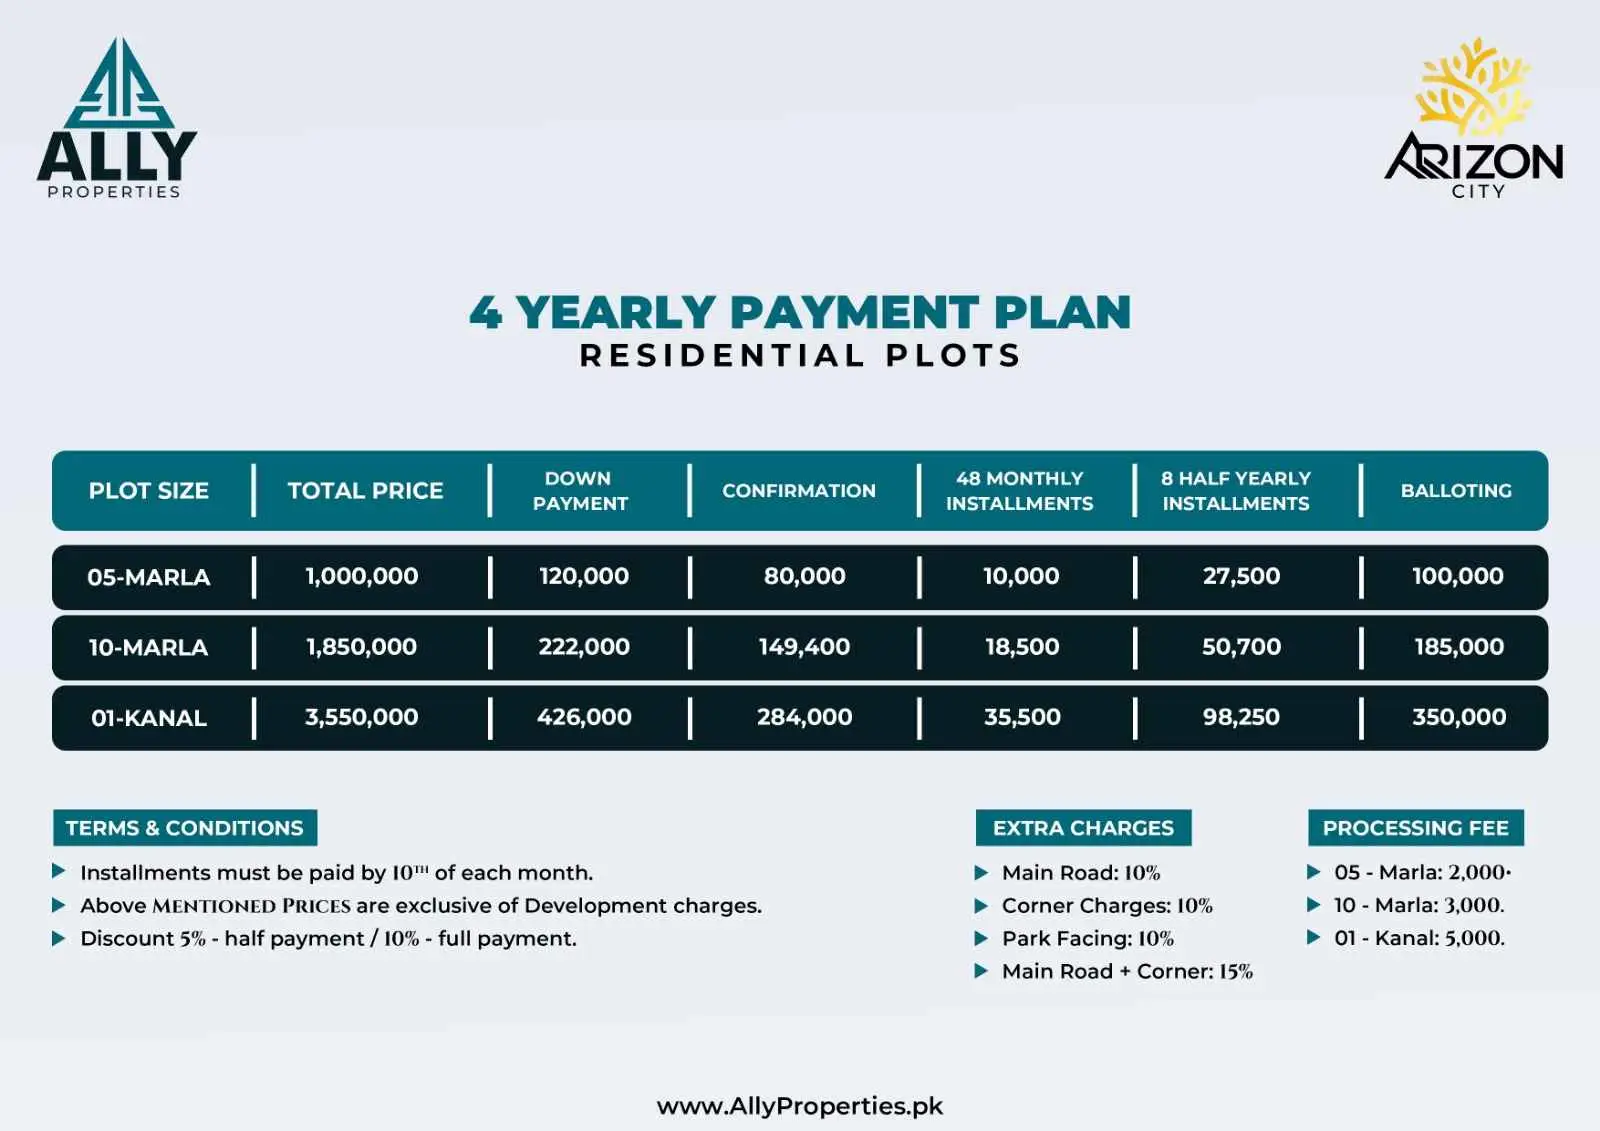 ALLY
PROPERTIES
ARIZON
CITY
4 YEARLY PAYMENT PLAN
RESIDENTIAL PLOTS
PLOT SIZE TOTAL PRICE DOWN PAYMENT CONFIRMATION 48 MONTHLY INSTALLMENTS 8 HALF YEARLY INSTALLMENTS BALLOTING
05-MARLA 1,000,000 120,000 80,000 10,000 27,500 100,000
10-MARLA 1,850,000 222,000 149,400 18,500 50,700 185,000
01-KANAL 3,550,000 426,000 284,000 35,500 98,250 350,000
TERMS & CONDITIONS
Installments must be paid by 10TH of each month.
Above MENTIONED PRICES are exclusive of Development charges.
Discount 5% - half payment / 10% - full payment.
EXTRA CHARGES
Main Road: 10%
Corner Charges: 10%
Park Facing: 10%
Main Road + Corner: 15%
PROCESSING FEE
05 - Marla: 2,000·
10 - Marla: 3,000.
01 - Kanal: 5,000.
www.AllyProperties.pk